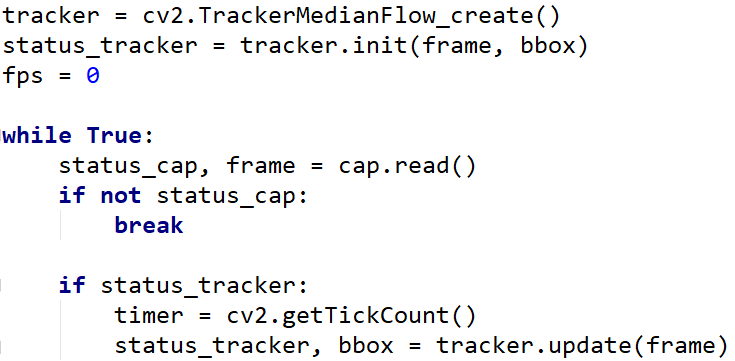 tracker = cv2.TrackerMedianFlow_create()
status_tracker = tracker.init(frame, bbox)
fps = 0
while True:
    status_cap, frame = cap.read()
    if not status_cap:
        break
    if status_tracker:
        timer = cv2.getTickCount()
        status_tracker, bbox = tracker.update(frame)